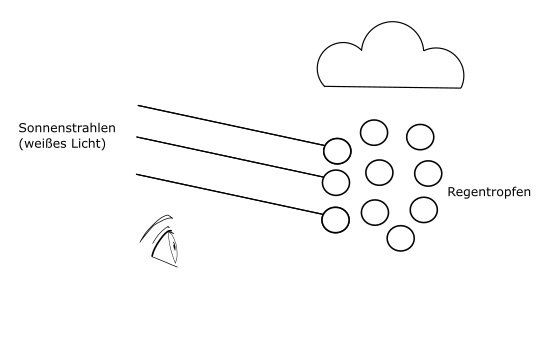 Sonnenstrahlen
(weißes Licht)
Regentropfen